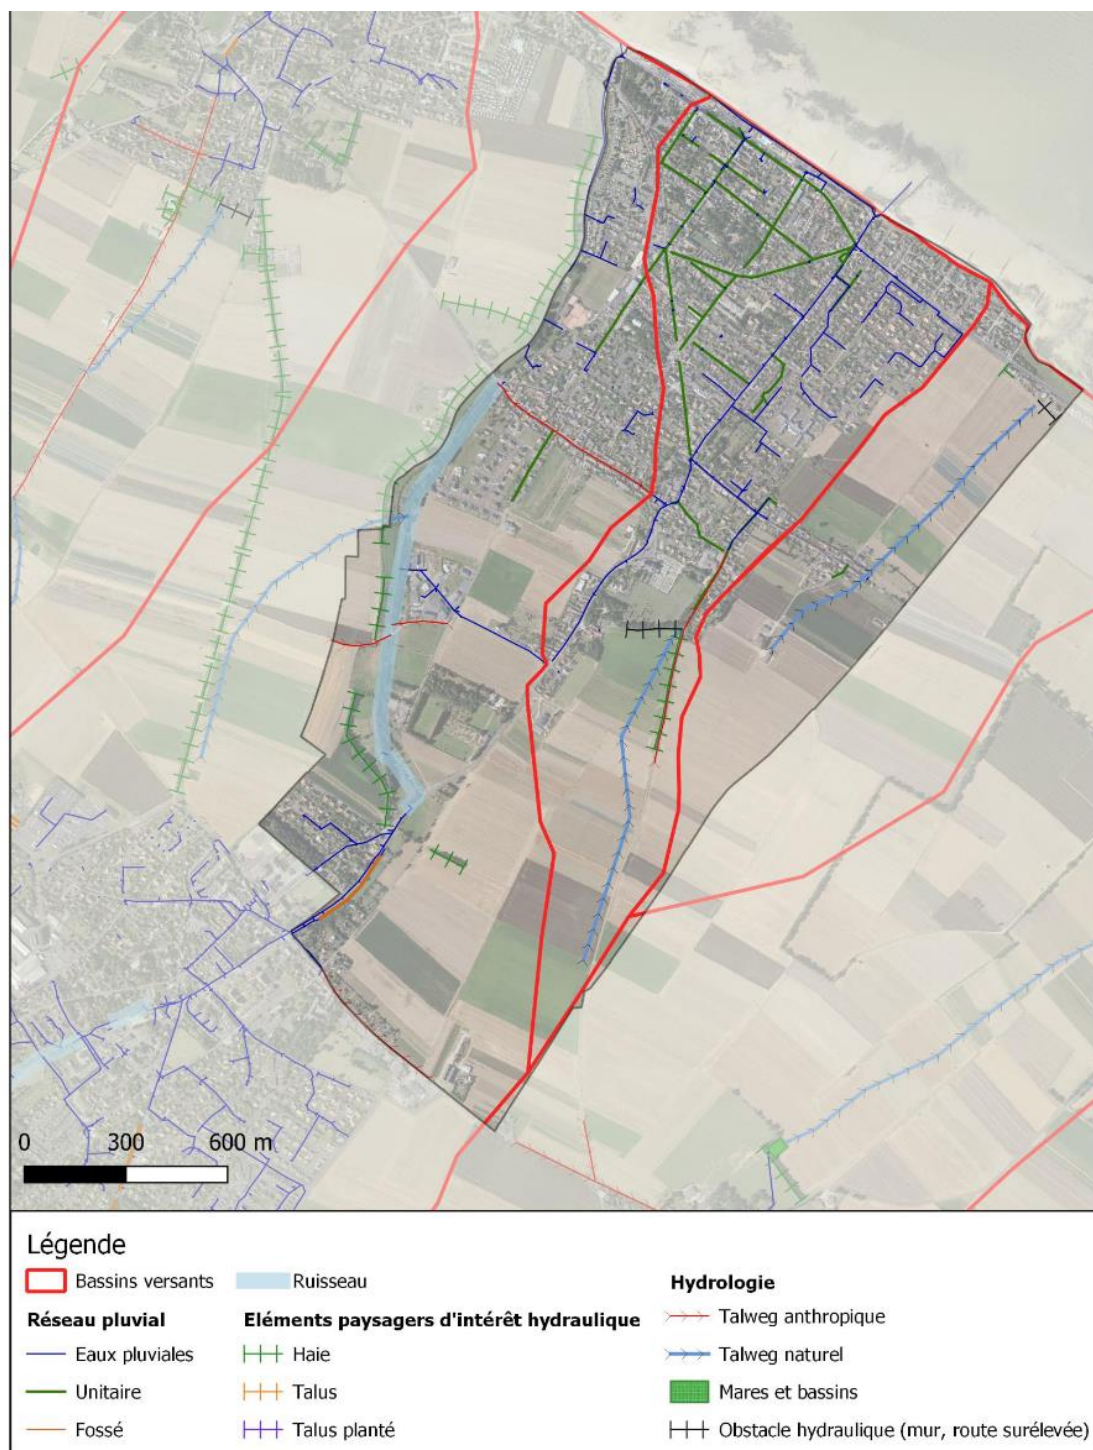 0 300 600 m
Légende
Bassins versants
Réseau pluvial
Eaux pluviales
Unitaire
Fossé
Ruisseau
Eléments paysagers d'intérêt hydraulique
Haie
Talus
Talus planté
Hydrologie
Talweg anthropique
Talweg naturel
Mares et bassins
Obstacle hydraulique (mur, route surélevée)